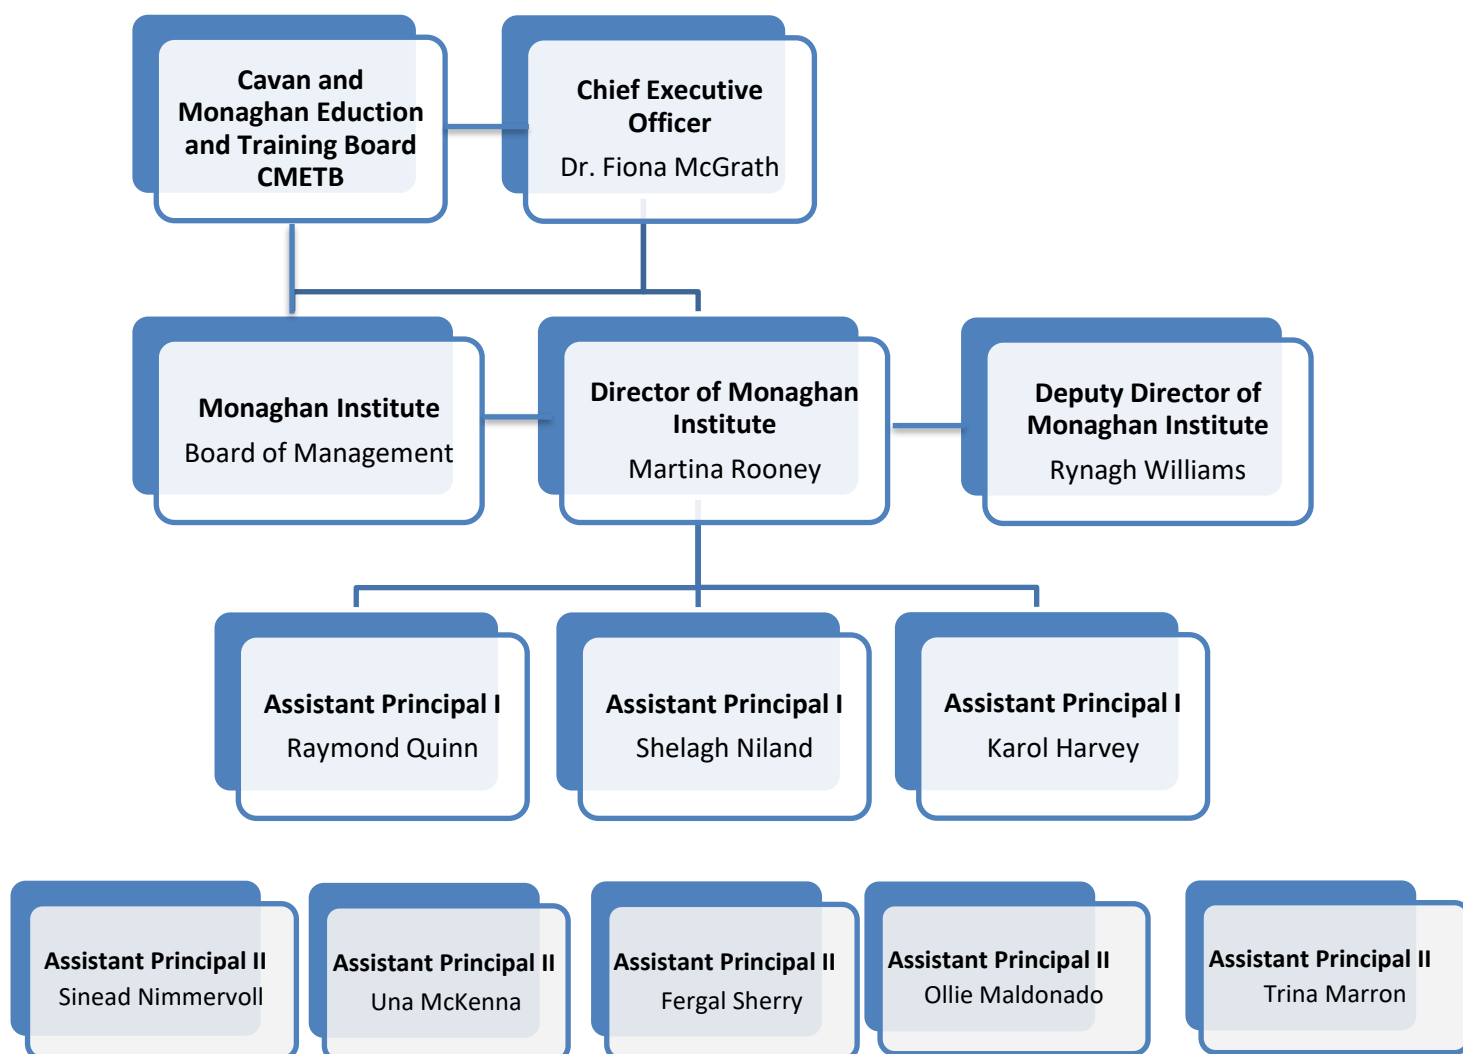 Cavan and
Monaghan Eduction
and Training Board
CMETB
Chief Executive
Officer
Dr. Fiona McGrath
Monaghan Institute
Board of Management
Director of Monaghan
Institute
Martina Rooney
Deputy Director of
Monaghan Institute
Rynagh Williams
Assistant Principal I
Raymond Quinn
Assistant Principal I
Shelagh Niland
Assistant Principal I
Karol Harvey
Assistant Principal II
Sinead Nimmervoll
Assistant Principal II
Una McKenna
Assistant Principal II
Fergal Sherry
Assistant Principal II
Ollie Maldonado
Assistant Principal II
Trina Marron